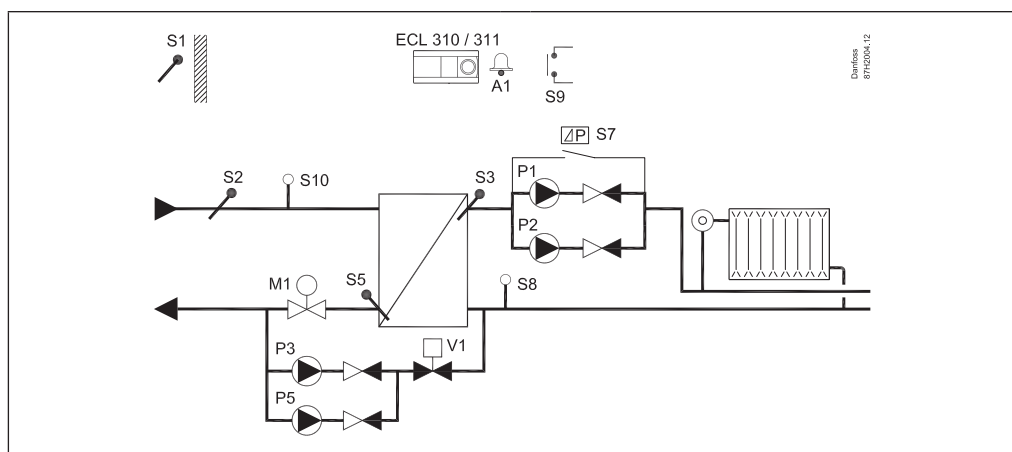 S1
ECL 310 / 311
A1
S9
Danfoss
87H2004.12
⊿P S7
P1
S2
S10
S3
P2
M1
S5
S8
P3
V1
P5